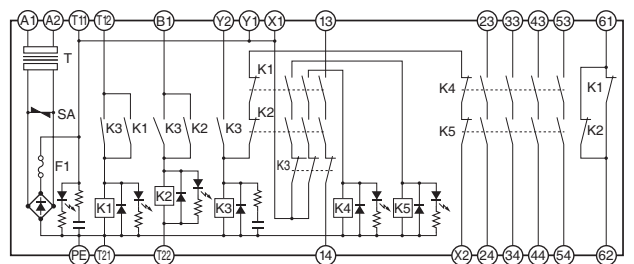 A1 A2 T11 T12 B1 Y2 Y1 X1 13 23 33 43 53 61
T
K1
K4
K1
SA
K3 K1 K3 K2 K3 K2
K5
K2
F1
K3
K1 K2 K3 K4 K5
PE T21 T22 14 X2 24 34 44 54 62